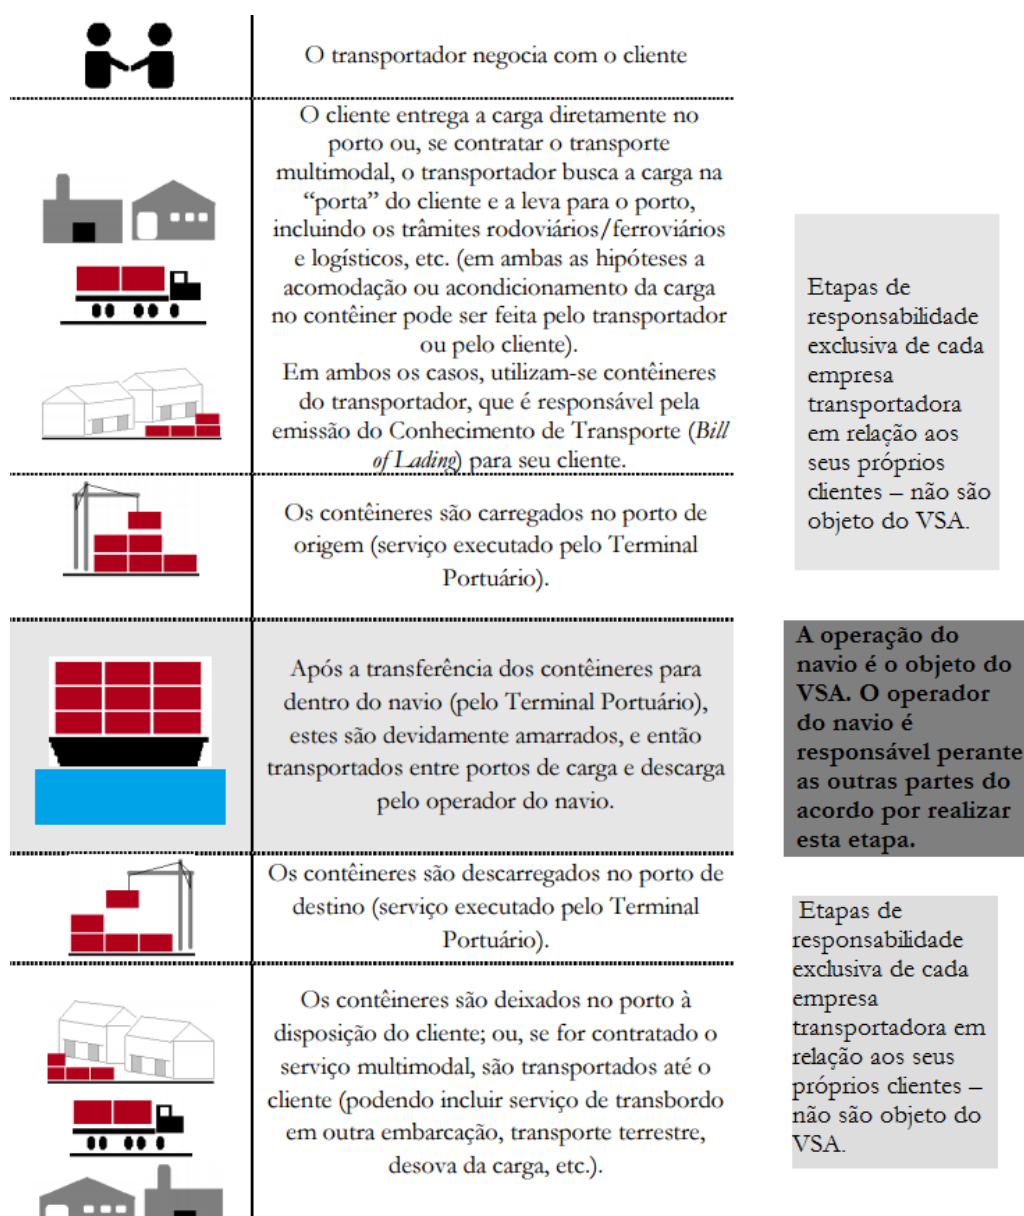 O transportador negocia com o cliente
O cliente entrega a carga diretamente no
porto ou, se contratar o transporte
multimodal, o transportador busca a carga na
“porta” do cliente e a leva para o porto,
incluindo os trâmites rodoviários/ferroviários
e logísticos, etc. (em ambas as hipóteses a
acomodação ou acondicionamento da carga
no contêiner pode ser feita pelo transportador
ou pelo cliente).
Em ambos os casos, utilizam-se contêineres
do transportador, que é responsável pela
emissão do Conhecimento de Transporte (Bill
of Lading) para seu cliente.
Os contêineres são carregados no porto de
origem (serviço executado pelo Terminal
Portuário).
Etapas de
responsabilidade
exclusiva de cada
empresa
transportadora
em relação aos
seus próprios
clientes – não são
objeto do VSA.
Após a transferência dos contêineres para
dentro do navio (pelo Terminal Portuário),
estes são devidamente amarrados, e então
transportados entre portos de carga e descarga
pelo operador do navio.
A operação do
navio é o objeto do
VSA. O operador
do navio é
responsável perante
as outras partes do
acordo por realizar
esta etapa.
Os contêineres são descarregados no porto de
destino (serviço executado pelo Terminal
Portuário).
Os contêineres são deixados no porto à
disposição do cliente; ou, se for contratado o
serviço multimodal, são transportados até o
cliente (podendo incluir serviço de transbordo
em outra embarcação, transporte terrestre,
desova da carga, etc.).
Etapas de
responsabilidade
exclusiva de cada
empresa
transportadora em
relação aos seus
próprios clientes –
não são objeto do
VSA.